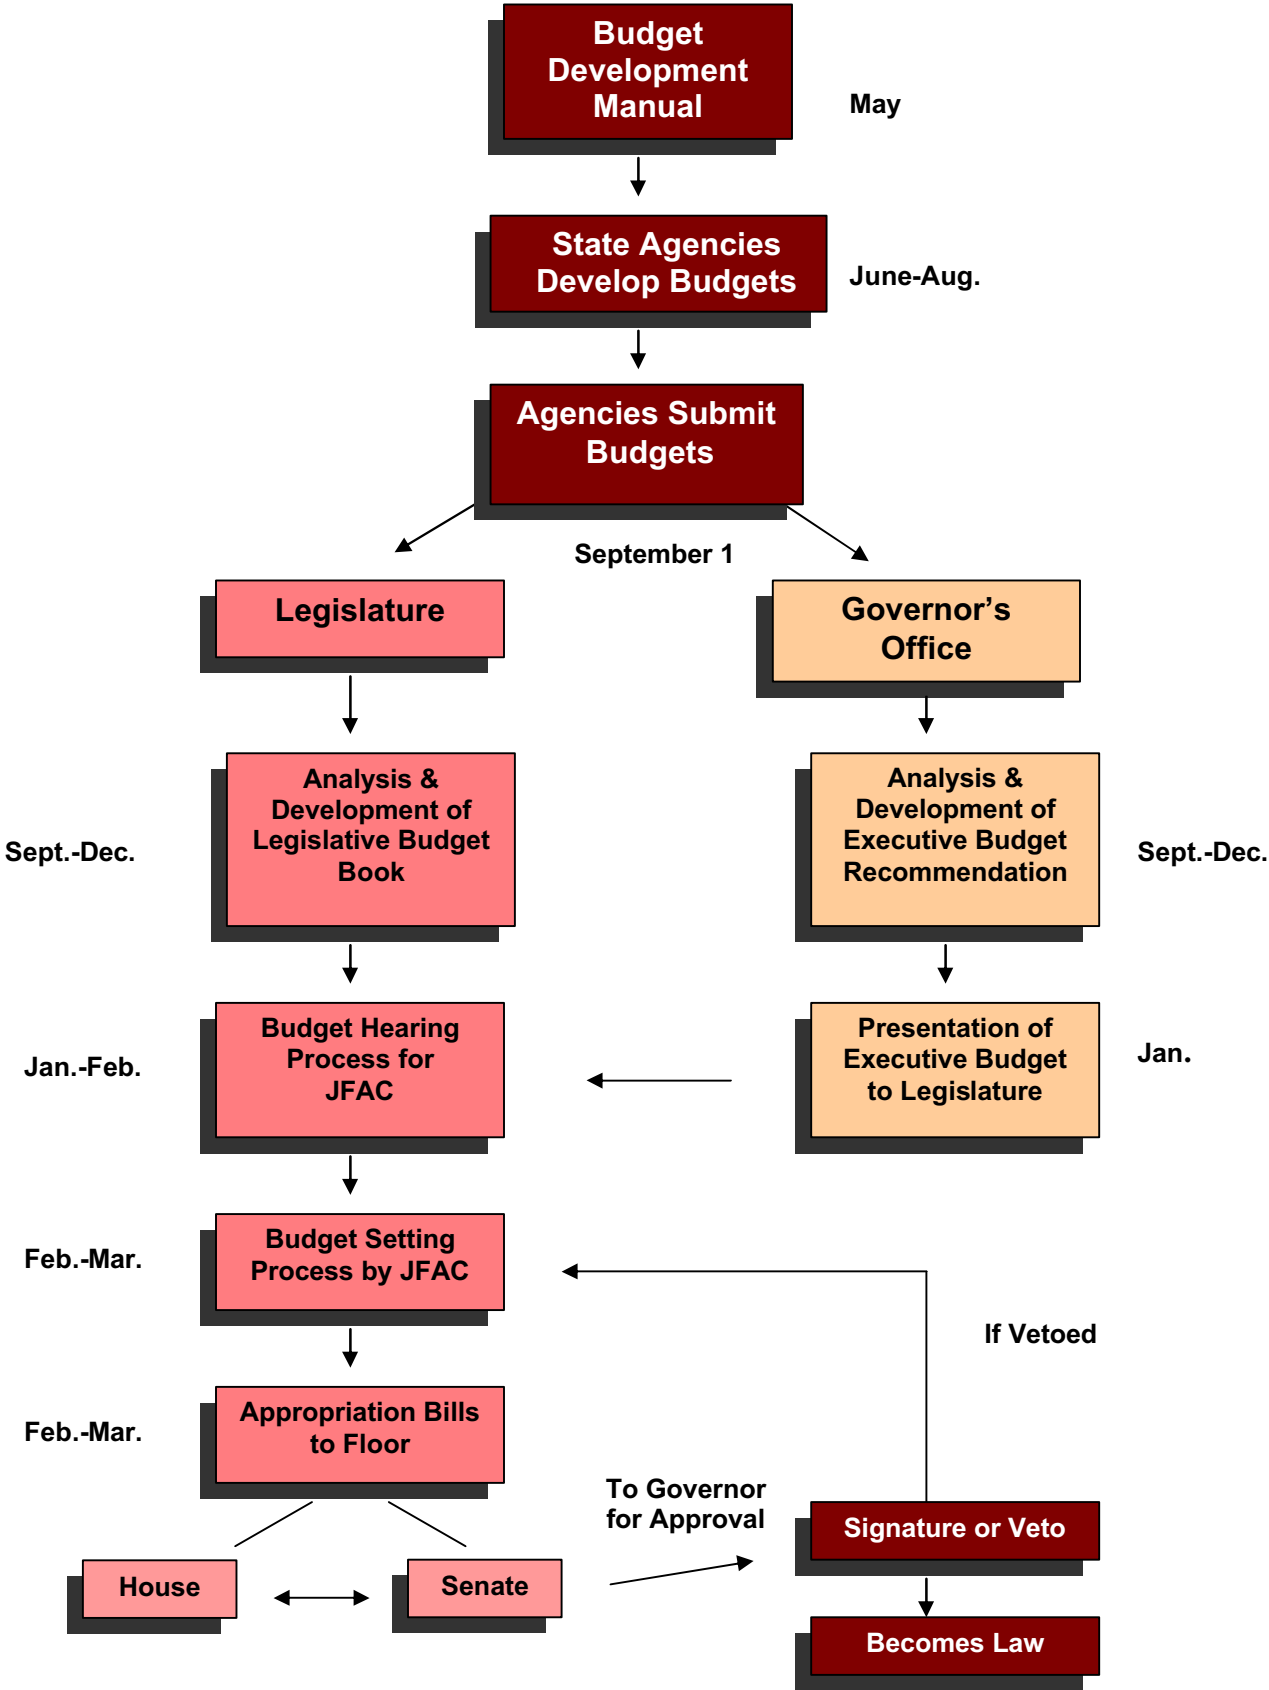 Budget
Development
Manual
May
State Agencies
Develop Budgets
June-Aug.
Agencies Submit
Budgets
September 1
Legislature
Governor’s
Office
Analysis &
Development of
Legislative Budget
Book
Sept.-Dec.
Analysis &
Development of
Executive Budget
Recommendation
Sept.-Dec.
Budget Hearing
Process for
JFAC
Jan.-Feb.
Presentation of
Executive Budget
to Legislature
Jan.
Budget Setting
Process by JFAC
Feb.-Mar.
If Vetoed
Appropriation Bills
to Floor
Feb.-Mar.
To Governor
for Approval
Signature or Veto
House
Senate
Becomes Law